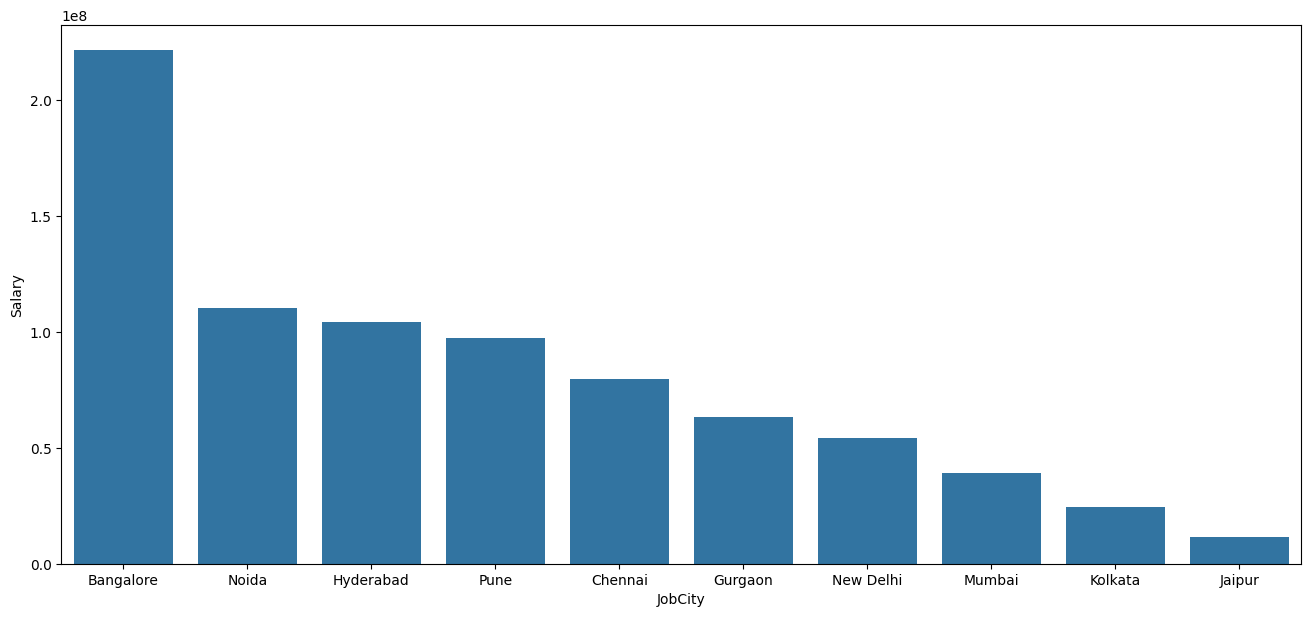 1e8
2.0
1.5
1.0
0.5
0.0
Salary
Bangalore Noida Hyderabad Pune Chennai Gurgaon New Delhi Mumbai Kolkata Jaipur
JobCity